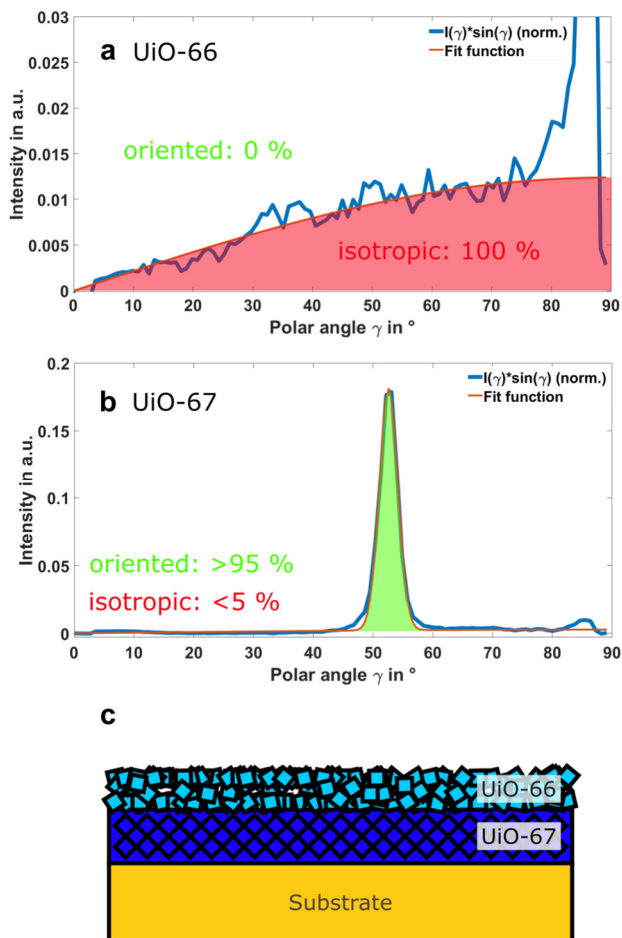 a UiO-66
I(γ)*sin(γ) (norm.)
Fit function
oriented: 0 %
isotropic: 100 %
Intensity in a.u.
0.03
0.025
0.02
0.015
0.01
0.005
0
0 10 20 30 40 50 60 70 80 90
Polar angle γ in °
b UiO-67
I(γ)*sin(γ) (norm.)
Fit function
oriented: >95 %
isotropic: <5 %
Intensity in a.u.
0.2
0.15
0.1
0.05
0
0 10 20 30 40 50 60 70 80 90
Polar angle γ in °
c
UiO-66
UiO-67
Substrate